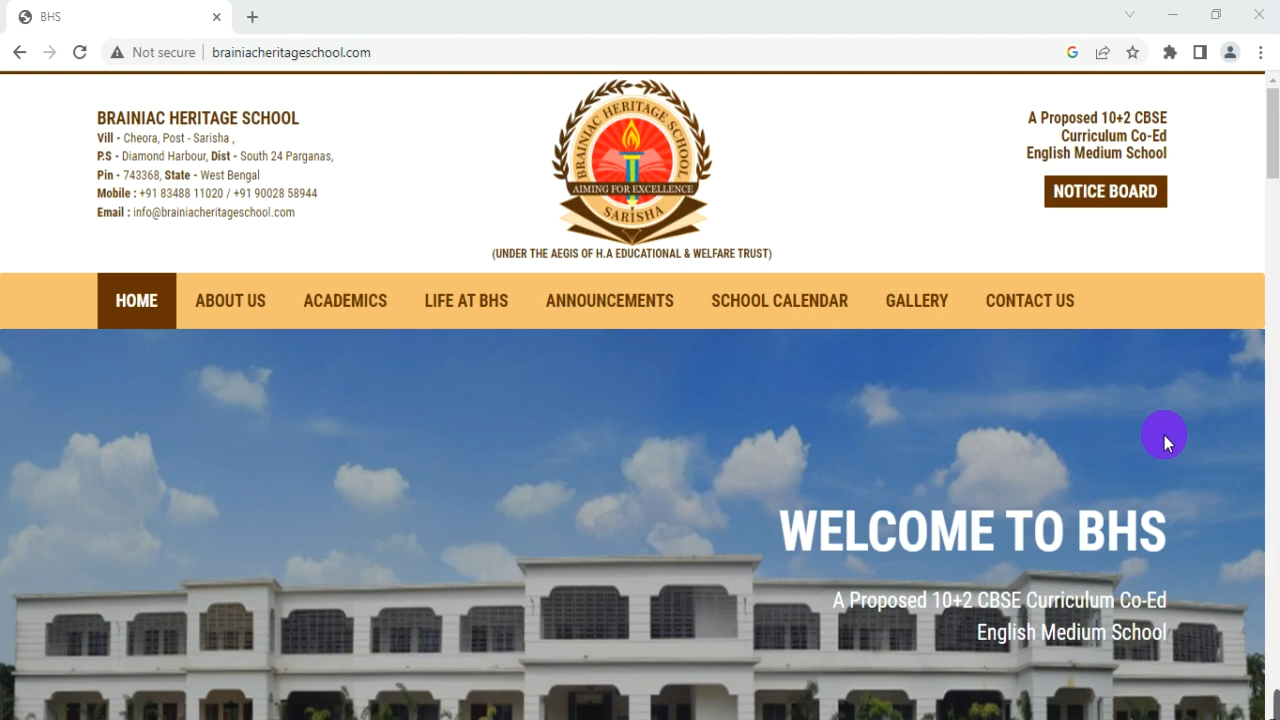 BHS
Not secure
brainiacheritageschool.com
BRAINIAC HERITAGE SCHOOL
Vill - Cheora, Post - Sarisha ,
P.S - Diamond Harbour, Dist - South 24 Parganas,
Pin - 743368, State - West Bengal
Mobile : +91 83488 11020 / +91 90028 58944
Email : info@brainiacheritageschool.com
BRAINIAC HERITAGE SCHOOL
AIMING FOR EXCELLENCE
SARISHA
(UNDER THE AEGIS OF H.A EDUCATIONAL & WELFARE TRUST)
A Proposed 10+2 CBSE
Curriculum Co-Ed
English Medium School
NOTICE BOARD
HOME ABOUT US ACADEMICS LIFE AT BHS ANNOUNCEMENTS SCHOOL CALENDAR GALLERY CONTACT US
WELCOME TO BHS
A Proposed 10+2 CBSE Curriculum Co-Ed
English Medium School